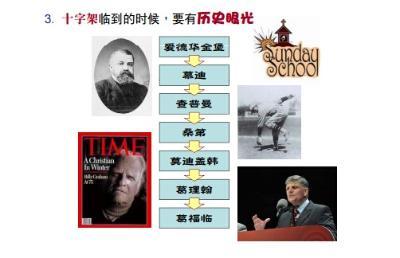 3. 十字架临到的时候，要有历史眼光
爱德华金堡
慕迪
查普曼
桑第
莫迪盖韩
葛理翰
葛福临
Sunday
School
TIME
A Christian
In Winter
Billy Graham
At 75